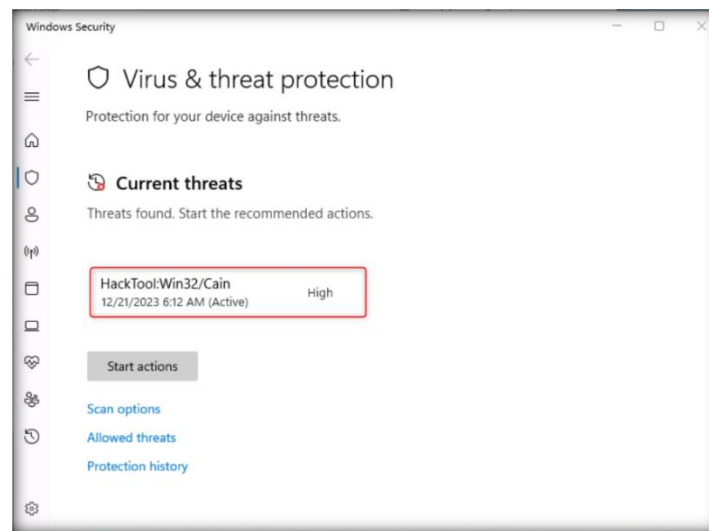 Windows Security
Virus & threat protection
Protection for your device against threats.
Current threats
Threats found. Start the recommended actions.
HackTool:Win32/Cain
12/21/2023 6:12 AM (Active)
High
Start actions
Scan options
Allowed threats
Protection history